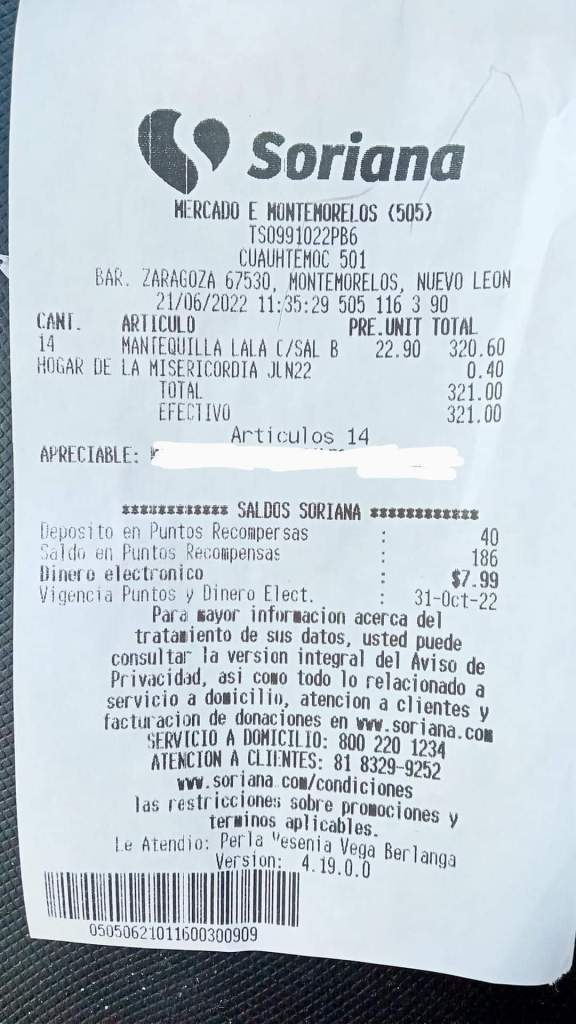 Soriana
MERCADO E MONTEMORELOS (505)
TSO991022PB6
CUAUHTEMOC 501
BAR. ZARAGOZA 67530, MONTEMORELOS, NUEVO LEON
21/06/2022 11:35:29 505 116 3 90
CANT. ARTICULO PRE.UNIT TOTAL
14 MANTEQUILLA LALA C/SAL B 22.90 320.60
HOGAR DE LA MISERICORDIA JLN22 0.40
TOTAL 321.00
EFECTIVO 321.00
Articulos 14
APRECIABLE:
************ SALDOS SORIANA ************
Deposito en Puntos Recompensas : 40
Saldo en Puntos Recompensas : 186
Dinero electronico : $7.99
Vigencia Puntos y Dinero Elect. : 31-Oct-22
Para mayor informacion acerca del
tratamiento de sus datos, usted puede
consultar la version integral del Aviso de
Privacidad, asi como todo lo relacionado a
servicio a domicilio, atencion a clientes y
facturacion de donaciones en www.soriana.com
SERVICIO A DOMICILIO: 800 220 1234
ATENCION A CLIENTES: 81 8329-9252
www.soriana.com/condiciones
las restricciones sobre promociones y
terminos aplicables.
Le Atendio: Perla Yesenia Vega Berlanga
Version: 4.19.0.0
05050621011600300909